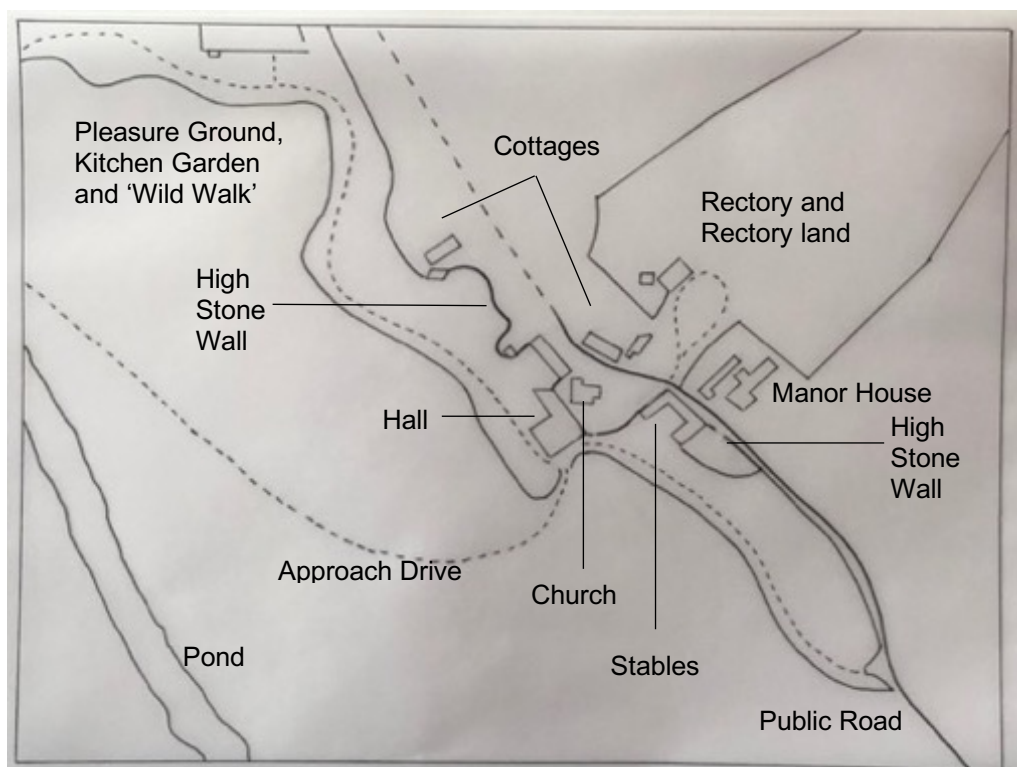 Pleasure Ground,
Kitchen Garden
and ‘Wild Walk’
Cottages
Rectory and
Rectory land
High
Stone
Wall
Hall
Manor House
High
Stone
Wall
Approach Drive
Church
Stables
Pond
Public Road